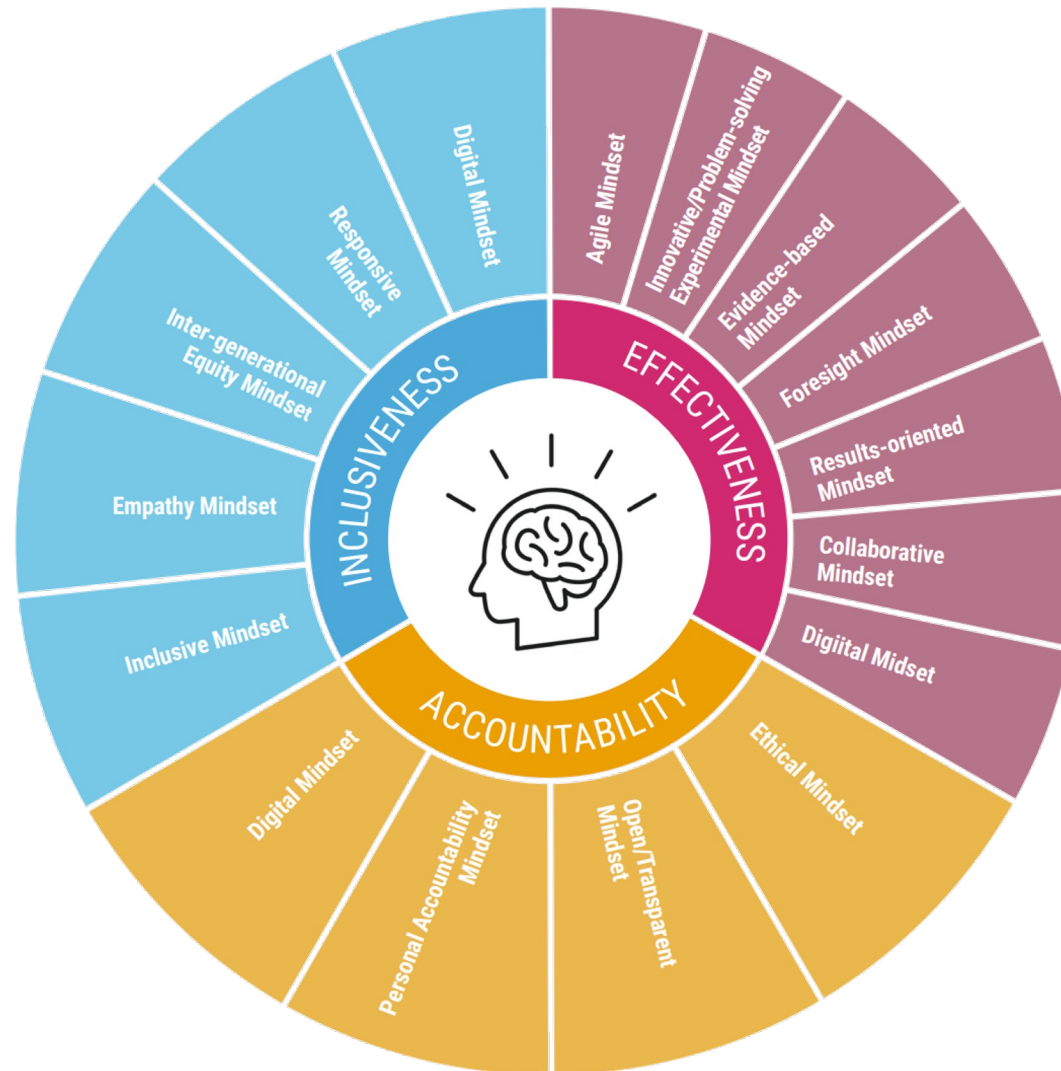 EFFECTIVENESS
Agile Mindset
Innovative/Problem-solving
Experimental Mindset
Evidence-based
Mindset
Foresight Mindset
Results-oriented
Mindset
Collaborative
Mindset
Digiital Midset
ACCOUNTABILITY
Ethical Mindset
Open/Transparent
Mindset
Personal Accountability
Mindset
Digital Mindset
INCLUSIVENESS
Inclusive Mindset
Empathy Mindset
Inter-generational
Equity Mindset
Responsive
Mindset
Digital Mindset